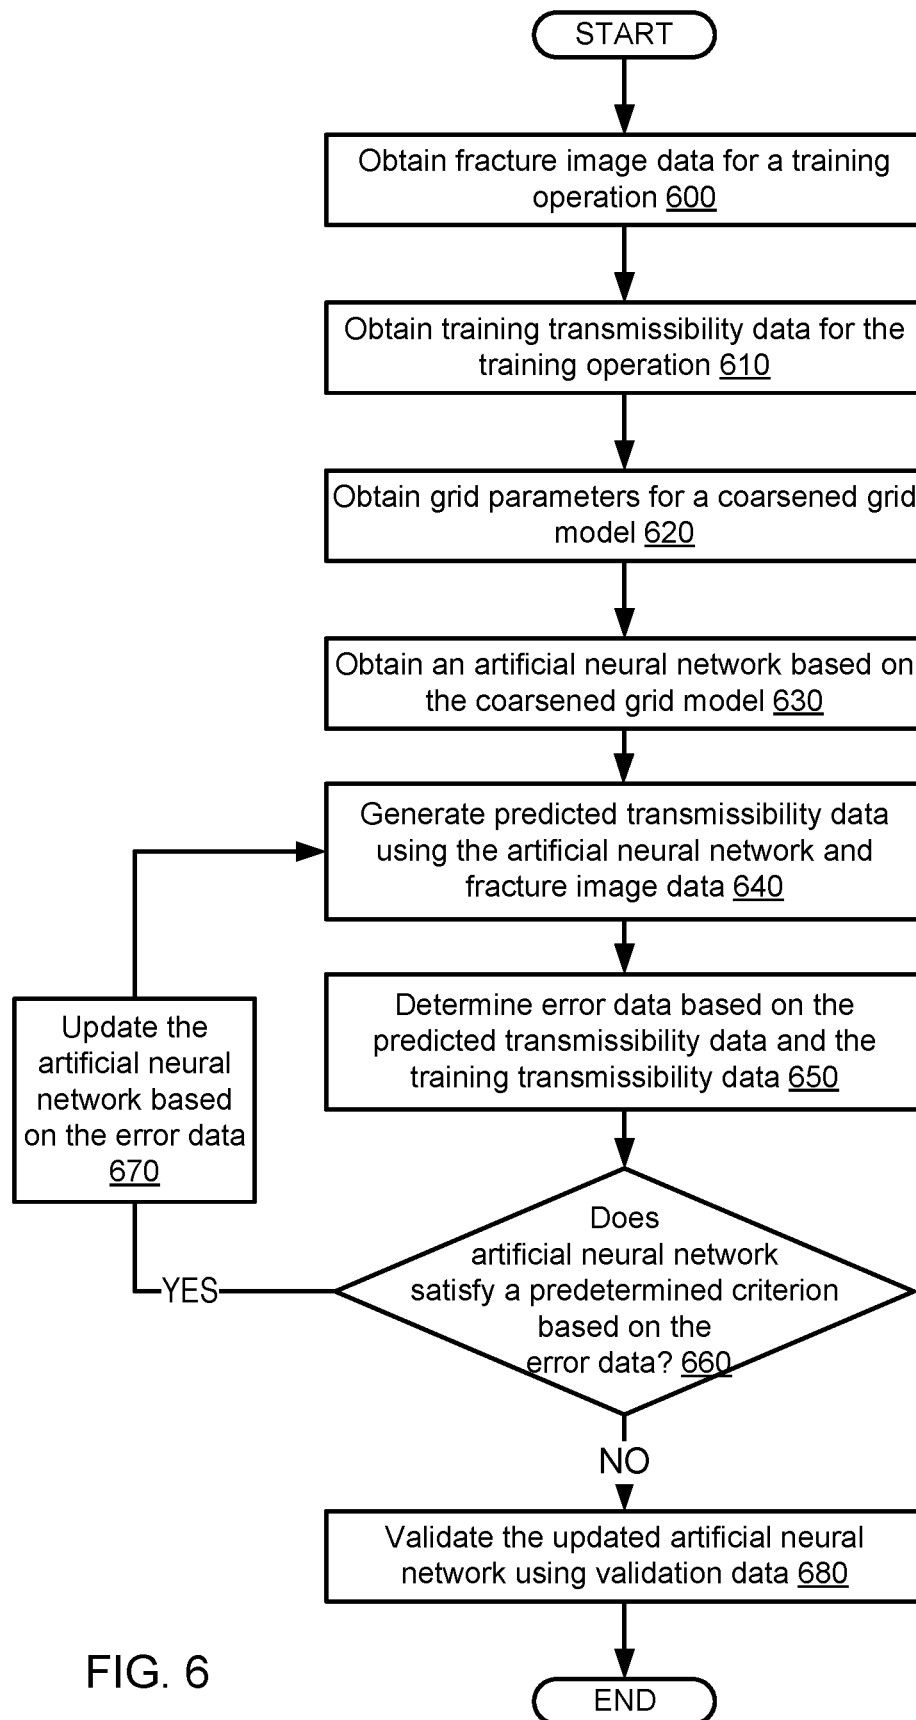 START
Obtain fracture image data for a training
operation 600
Obtain training transmissibility data for the
training operation 610
Obtain grid parameters for a coarsened grid
model 620
Obtain an artificial neural network based on
the coarsened grid model 630
Generate predicted transmissibility data
using the artificial neural network and
fracture image data 640
Determine error data based on the
predicted transmissibility data and the
training transmissibility data 650
Update the
artificial neural
network based
on the error data
670
Does
artificial neural network
satisfy a predetermined criterion
based on the
error data? 660
YES
NO
Validate the updated artificial neural
network using validation data 680
FIG. 6
END